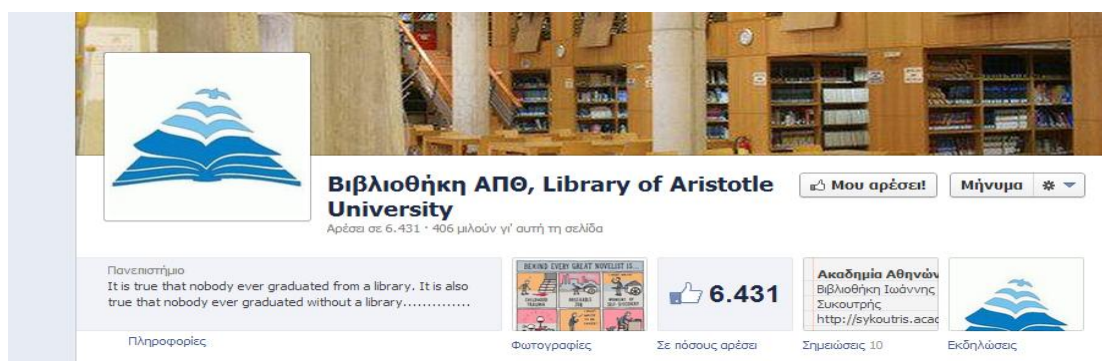 Βιβλιοθήκη ΑΠΘ, Library of Aristotle
University
Αρέσει σε 6.431 · 406 μιλούν γι' αυτή τη σελίδα
Μου αρέσει!
Μήνυμα
Πανεπιστήμιο
It is true that nobody ever graduated from a library. It is also
true that nobody ever graduated without a library..............
Πληροφορίες
BEHIND EVERY GREAT NOVELIST IS...
Φωτογραφίες
6.431
Σε πόσους αρέσει
Ακαδημία Αθηνών
Βιβλιοθήκη Ιωάννης
Συκουτρής
http://sykoutris.acad
Σημειώσεις 10
Εκδηλώσεις